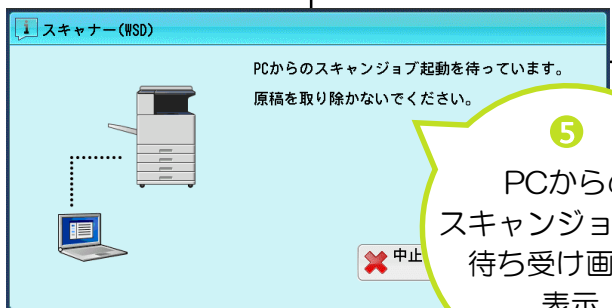 スキャナー(WSD)
PCからのスキャンジョブ起動を待っています。
原稿を取り除かないでください。
中止
❺
PCからの
スキャンジョ
待ち受け画
表示